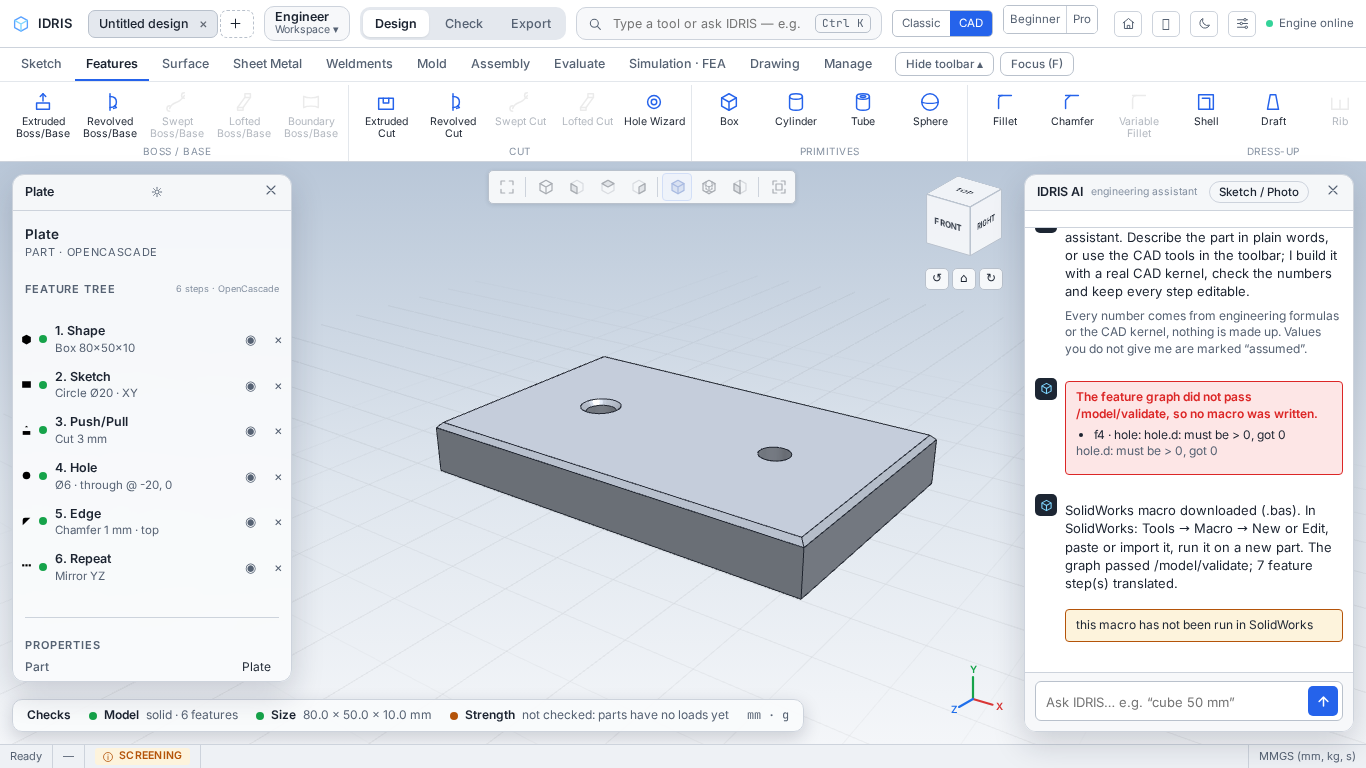 IDRIS
Untitled design ×
+
Engineer
Workspace ▾
Design Check Export
Type a tool or ask IDRIS — e.g. Ctrl K
Classic CAD
Beginner Pro
Engine online
Sketch Features Surface Sheet Metal Weldments Mold Assembly Evaluate Simulation · FEA Drawing Manage Hide toolbar ▴ Focus (F)
Extruded Boss/Base
Revolved Boss/Base
Swept Boss/Base
Lofted Boss/Base
Boundary Boss/Base
BOSS / BASE
Extruded Cut
Revolved Cut
Swept Cut
Lofted Cut
Hole Wizard
CUT
Box
Cylinder
Tube
Sphere
PRIMITIVES
Fillet
Chamfer
Variable Fillet
Shell
Draft
Rib
DRESS-UP
Plate
Plate
PART · OPENCASCADE
FEATURE TREE 6 steps · OpenCascade
1. Shape
Box 80×50×10
2. Sketch
Circle Ø20 · XY
3. Push/Pull
Cut 3 mm
4. Hole
Ø6 · through @ -20, 0
5. Edge
Chamfer 1 mm · top
6. Repeat
Mirror YZ
PROPERTIES
Part Plate
TOP
FRONT
RIGHT
Y
X
Z
IDRIS AI engineering assistant Sketch / Photo
assistant. Describe the part in plain words,
or use the CAD tools in the toolbar; I build it
with a real CAD kernel, check the numbers
and keep every step editable.
Every number comes from engineering formulas
or the CAD kernel, nothing is made up. Values
you do not give me are marked “assumed”.
The feature graph did not pass
/model/validate, so no macro was written.
• f4 · hole: hole.d: must be > 0, got 0
hole.d: must be > 0, got 0
SolidWorks macro downloaded (.bas). In
SolidWorks: Tools → Macro → New or Edit,
paste or import it, run it on a new part. The
graph passed /model/validate; 7 feature
step(s) translated.
this macro has not been run in SolidWorks
Ask IDRIS… e.g. “cube 50 mm”
Checks Model solid · 6 features Size 80.0 × 50.0 × 10.0 mm Strength not checked: parts have no loads yet mm · g
Ready — SCREENING MMGS (mm, kg, s)